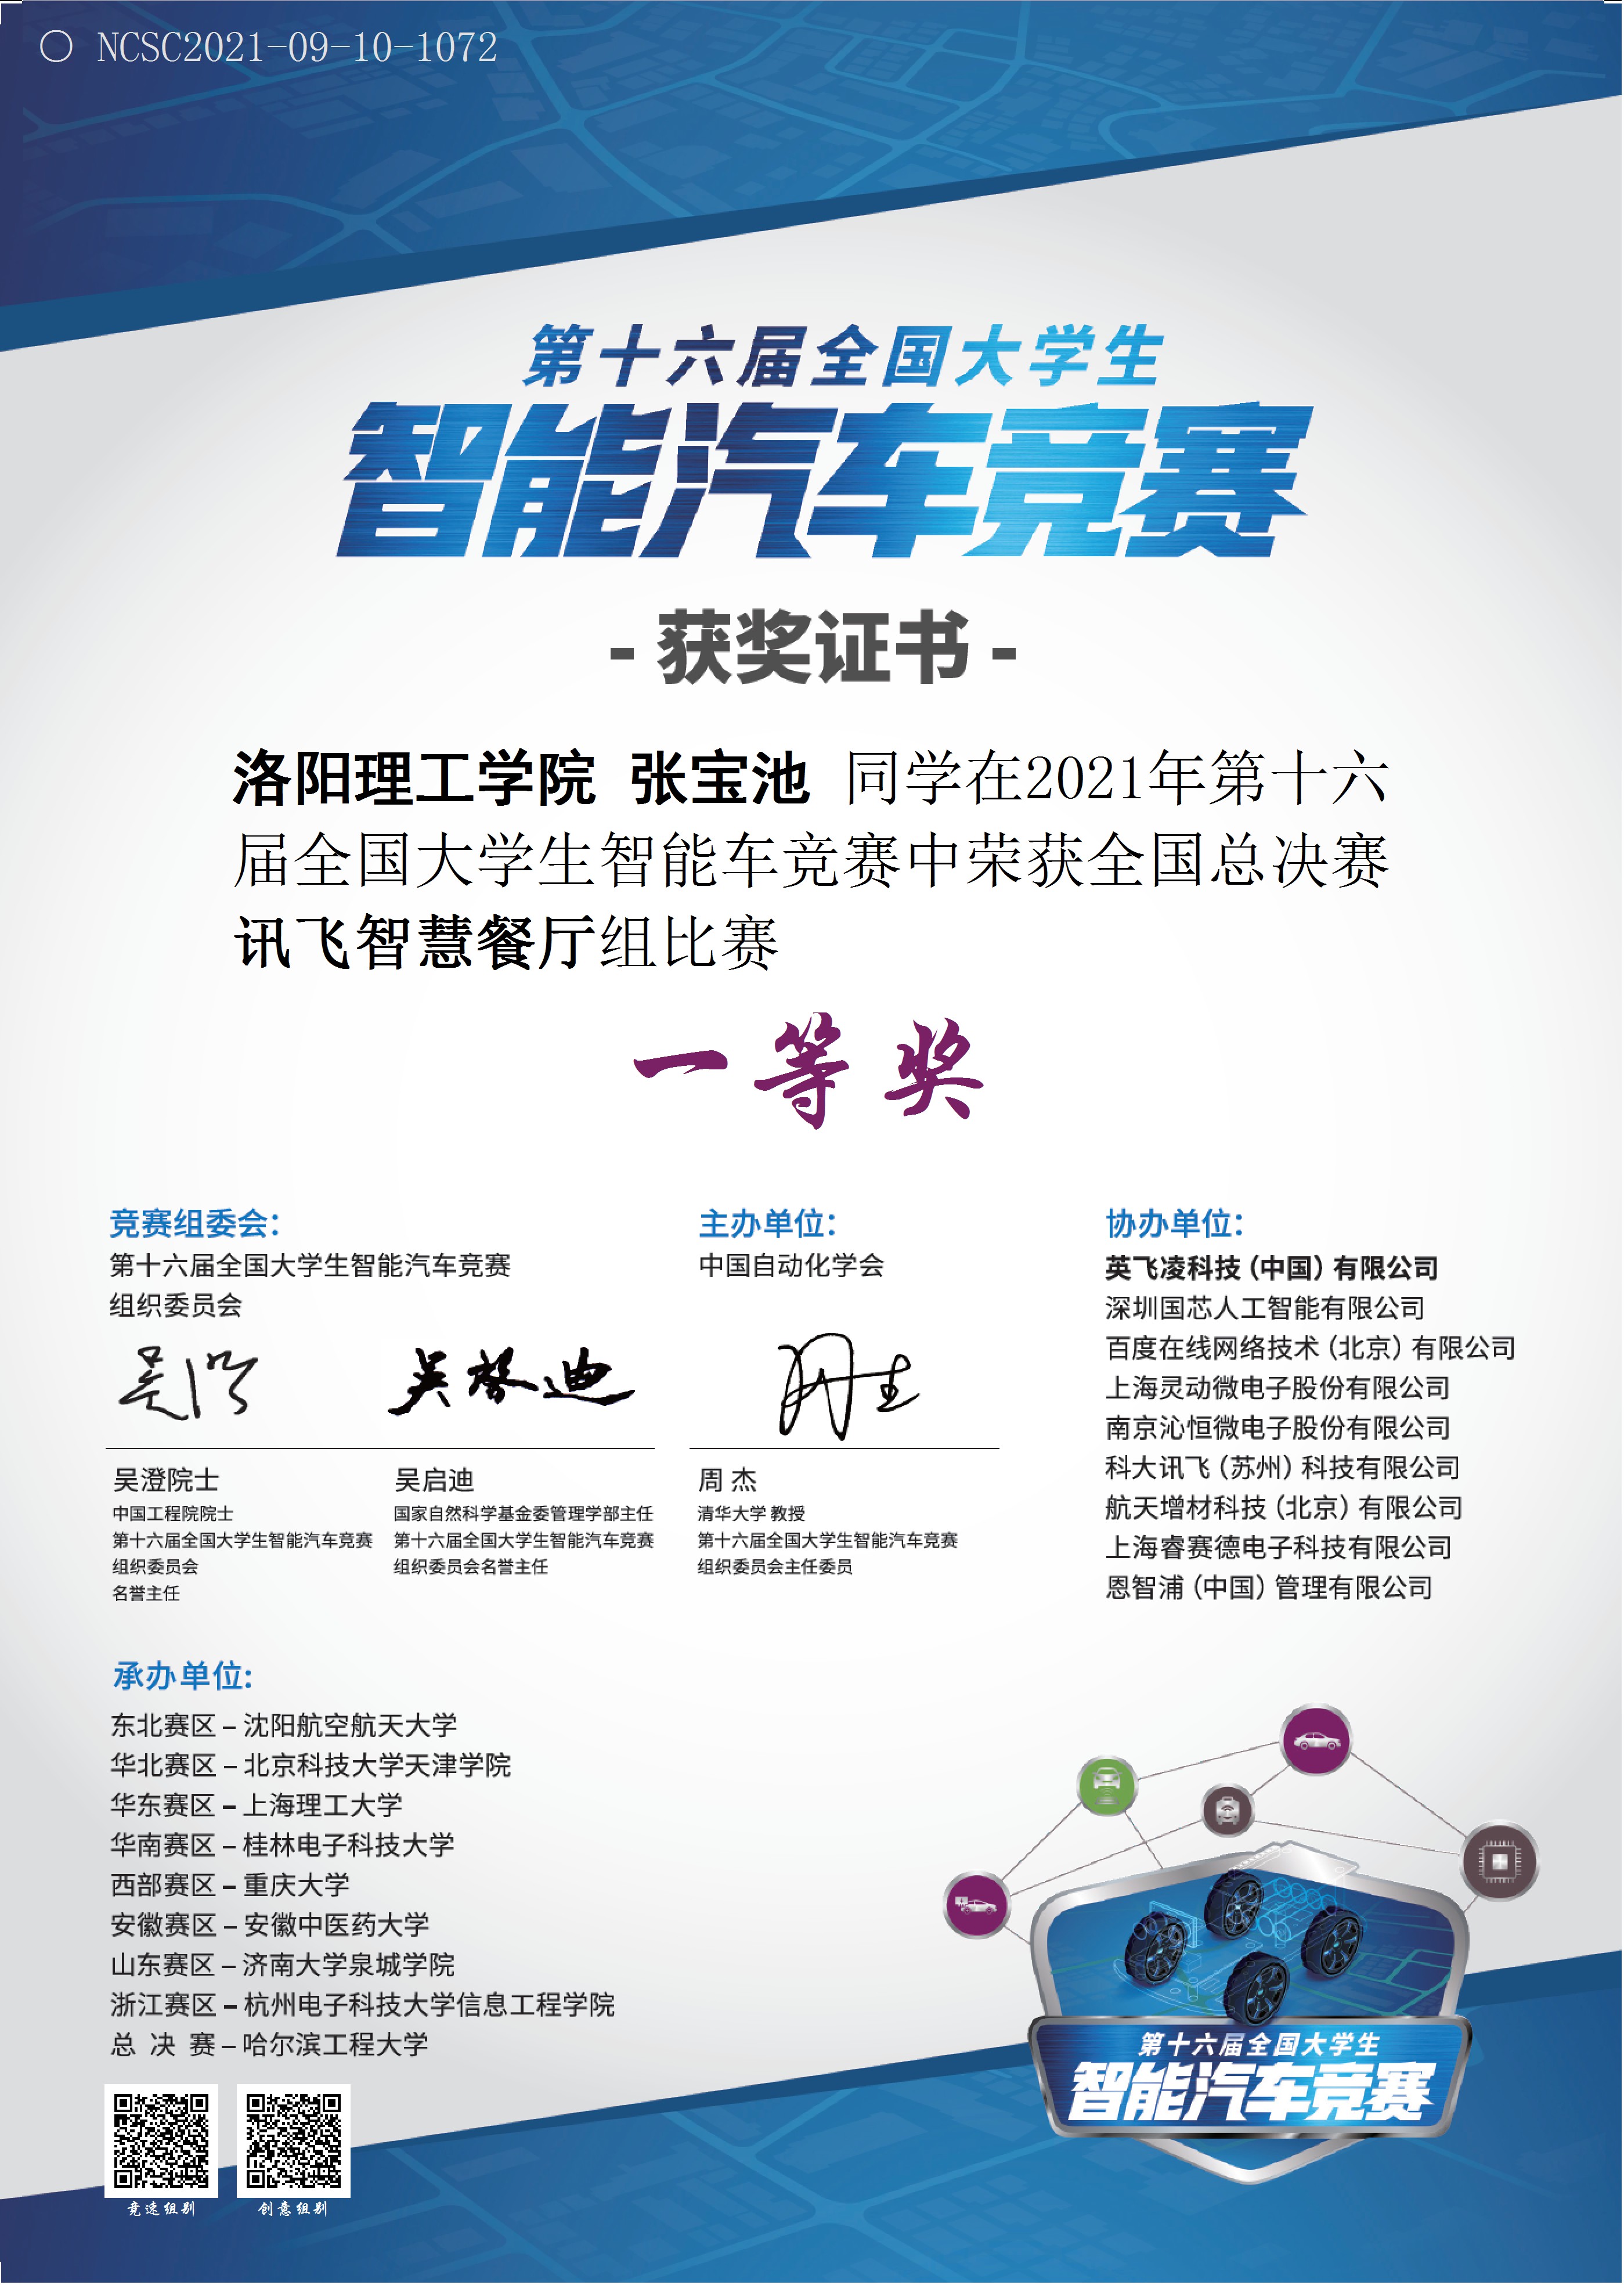 ○ NCSC2021-09-10-1072
第十六届全国大学生
智能汽车竞赛
- 获奖证书 -
洛阳理工学院 张宝池 同学在2021年第十六
届全国大学生智能车竞赛中荣获全国总决赛
讯飞智慧餐厅组比赛
一等奖
竞赛组委会：
第十六届全国大学生智能汽车竞赛
组织委员会
吴澄
吴启迪
吴澄院士
中国工程院院士
第十六届全国大学生智能汽车竞赛
组织委员会
名誉主任
吴启迪
国家自然科学基金委管理学部主任
第十六届全国大学生智能汽车竞赛
组织委员会名誉主任
主办单位：
中国自动化学会
周杰
周 杰
清华大学 教授
第十六届全国大学生智能汽车竞赛
组织委员会主任委员
协办单位：
英飞凌科技（中国）有限公司
深圳国芯人工智能有限公司
百度在线网络技术（北京）有限公司
上海灵动微电子股份有限公司
南京沁恒微电子股份有限公司
科大讯飞（苏州）科技有限公司
航天增材科技（北京）有限公司
上海睿赛德电子科技有限公司
恩智浦（中国）管理有限公司
承办单位：
东北赛区 – 沈阳航空航天大学
华北赛区 – 北京科技大学天津学院
华东赛区 – 上海理工大学
华南赛区 – 桂林电子科技大学
西部赛区 – 重庆大学
安徽赛区 – 安徽中医药大学
山东赛区 – 济南大学泉城学院
浙江赛区 – 杭州电子科技大学信息工程学院
总 决 赛 – 哈尔滨工程大学
第十六届全国大学生
智能汽车竞赛
竞速组别
创意组别